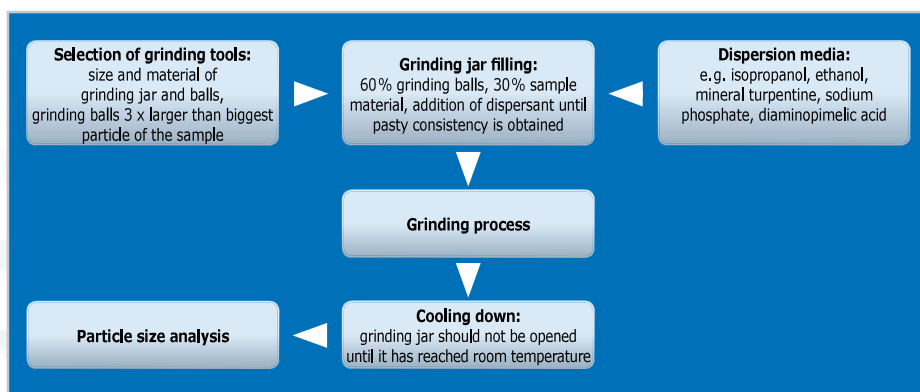 Selection of grinding tools:
size and material of
grinding jar and balls,
grinding balls 3 x larger than biggest
particle of the sample
Grinding jar filling:
60% grinding balls, 30% sample
material, addition of dispersant until
pasty consistency is obtained
Dispersion media:
e.g. isopropanol, ethanol,
mineral turpentine, sodium
phosphate, diaminopimelic acid
Grinding process
Cooling down:
grinding jar should not be opened
until it has reached room temperature
Particle size analysis